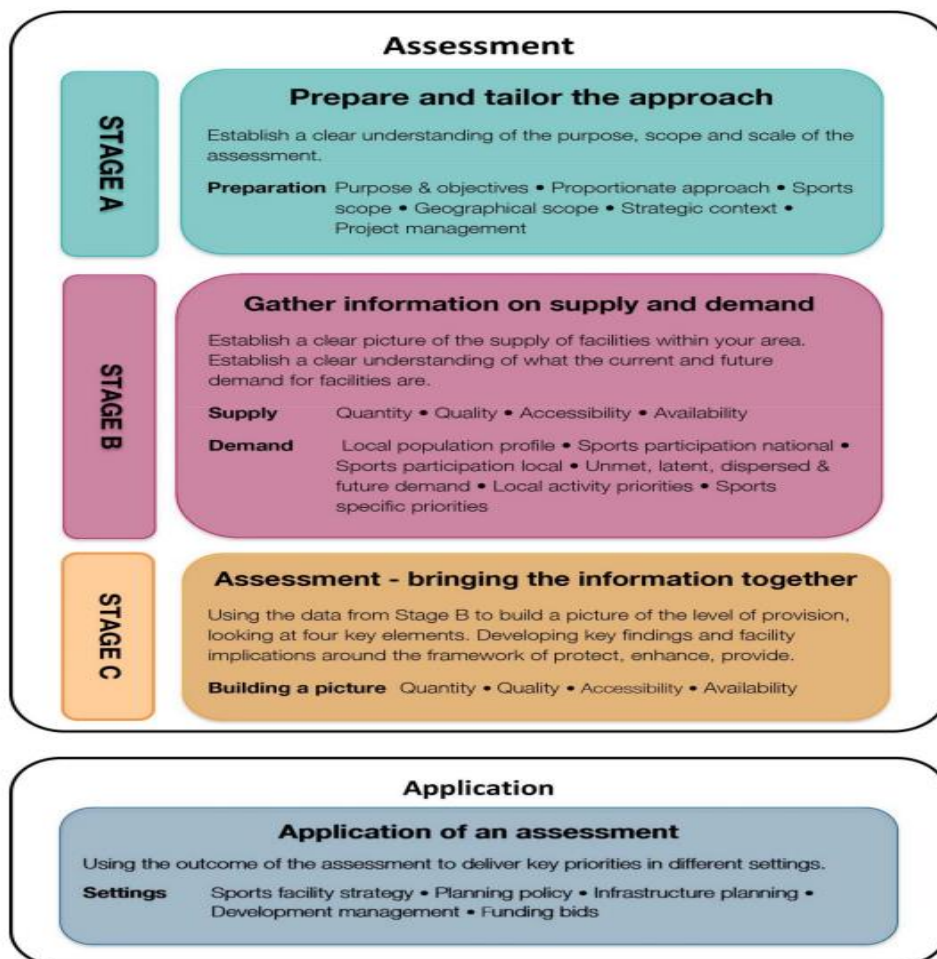 Assessment
STAGE A
Prepare and tailor the approach
Establish a clear understanding of the purpose, scope and scale of the
assessment.
Preparation Purpose & objectives • Proportionate approach • Sports
scope • Geographical scope • Strategic context •
Project management
STAGE B
Gather information on supply and demand
Establish a clear picture of the supply of facilities within your area.
Establish a clear understanding of what the current and future
demand for facilities are.
Supply Quantity • Quality • Accessibility • Availability
Demand Local population profile • Sports participation national •
Sports participation local • Unmet, latent, dispersed &
future demand • Local activity priorities • Sports
specific priorities
STAGE C
Assessment - bringing the information together
Using the data from Stage B to build a picture of the level of provision,
looking at four key elements. Developing key findings and facility
implications around the framework of protect, enhance, provide.
Building a picture Quantity • Quality • Accessibility • Availability
Application
Application of an assessment
Using the outcome of the assessment to deliver key priorities in different settings.
Settings Sports facility strategy • Planning policy • Infrastructure planning •
Development management • Funding bids